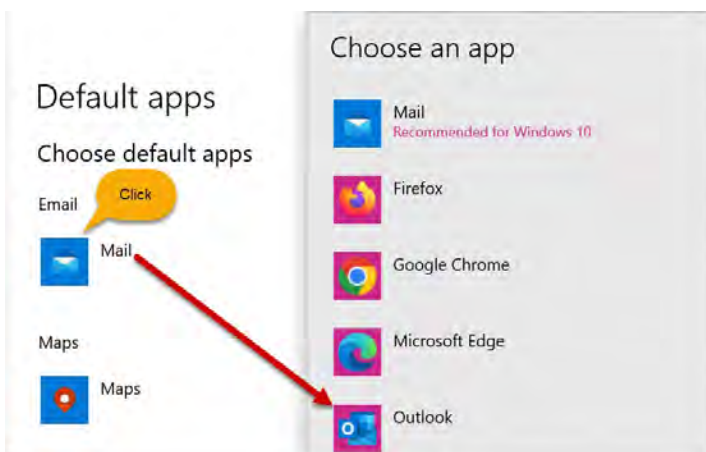 Default apps
Choose default apps
Email
Click
Mail
Maps
Maps
Choose an app
Mail
Recommended for Windows 10
Firefox
Google Chrome
Microsoft Edge
Outlook